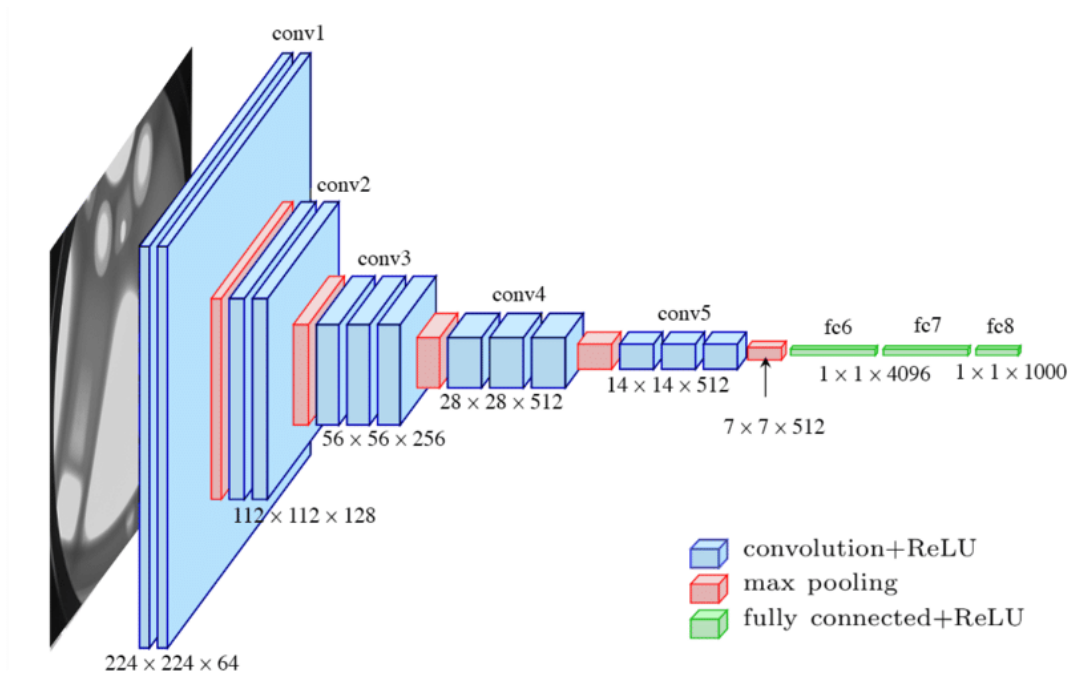 conv1
conv2
conv3
conv4
conv5
fc6
fc7
fc8
1 × 1 × 4096
1 × 1 × 1000
14 × 14 × 512
28 × 28 × 512
7 × 7 × 512
56 × 56 × 256
112 × 112 × 128
224 × 224 × 64
convolution+ReLU
max pooling
fully connected+ReLU